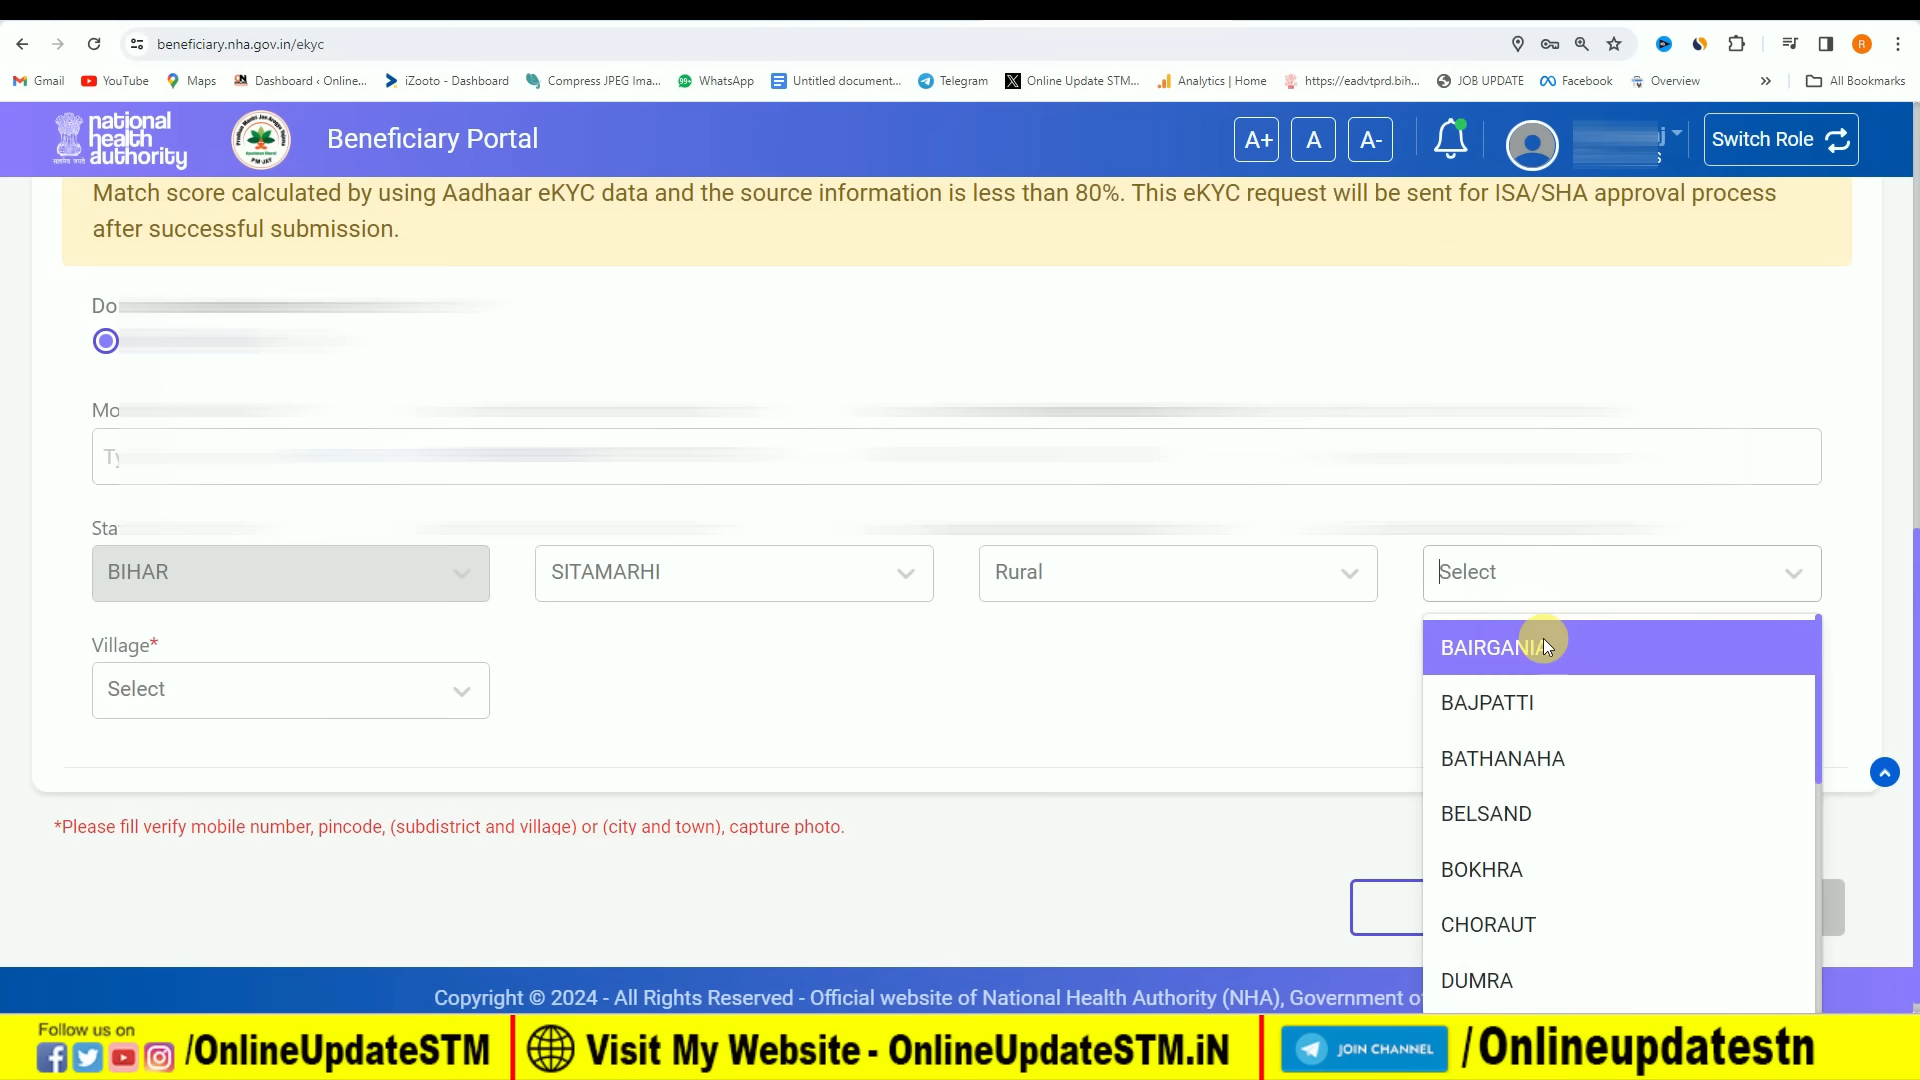 beneficiary.nha.gov.in/ekyc
R
Gmail YouTube Maps Dashboard ‹ Online... iZooto - Dashboard Compress JPEG Ima... 99+ WhatsApp Untitled document... Telegram Online Update STM... Analytics | Home https://eadvtprd.bih... JOB UPDATE Facebook Overview » All Bookmarks
national
health
authority
PM-JAY
Beneficiary Portal
A+ A A- Switch Role
Match score calculated by using Aadhaar eKYC data and the source information is less than 80%. This eKYC request will be sent for ISA/SHA approval process
after successful submission.
Do
Mo
Ty
Sta
BIHAR SITAMARHI Rural Select
Village*
Select
BAIRGANIA
BAJPATTI
BATHANAHA
BELSAND
BOKHRA
CHORAUT
DUMRA
*Please fill verify mobile number, pincode, (subdistrict and village) or (city and town), capture photo.
Copyright © 2024 - All Rights Reserved - Official website of National Health Authority (NHA), Government
Follow us on
/OnlineUpdateSTM
Visit My Website - OnlineUpdateSTM.iN
JOIN CHANNEL
/Onlineupdatestn